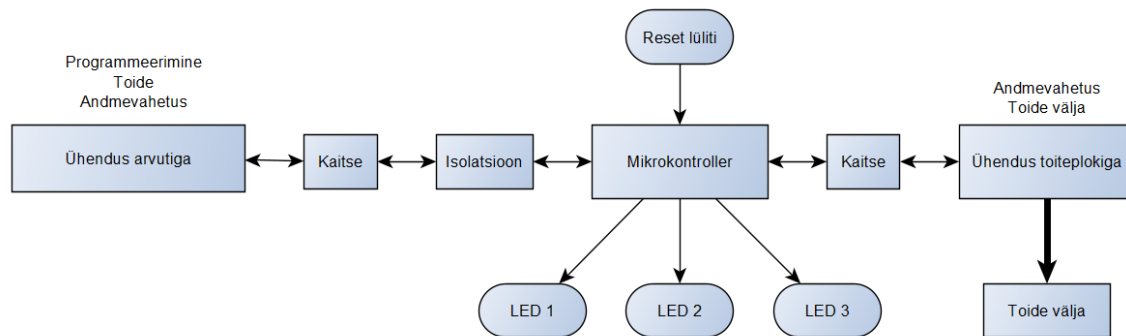 Reset lüliti
Programmeerimine
Toide
Andmevahetus
Andmevahetus
Toide välja
Ühendus arvutiga
Kaitse
Isolatsioon
Mikrokontroller
Kaitse
Ühendus toiteplokiga
LED 1
LED 2
LED 3
Toide välja